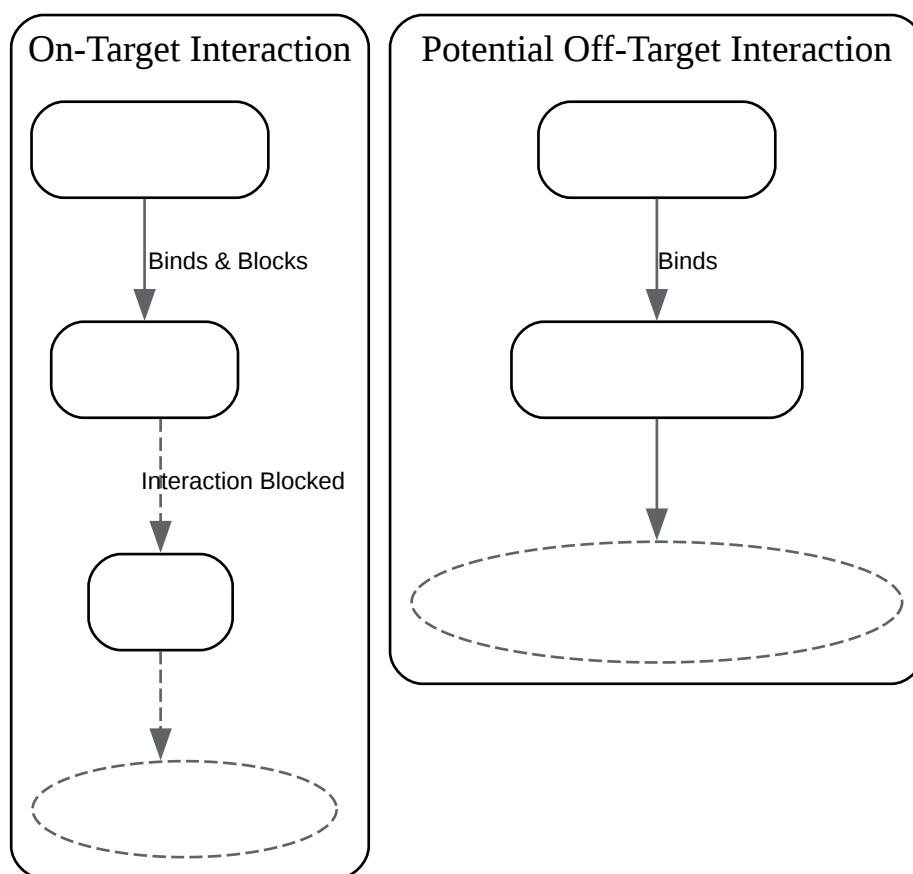 On-Target Interaction
Binds & Blocks
Interaction Blocked
Potential Off-Target Interaction
Binds